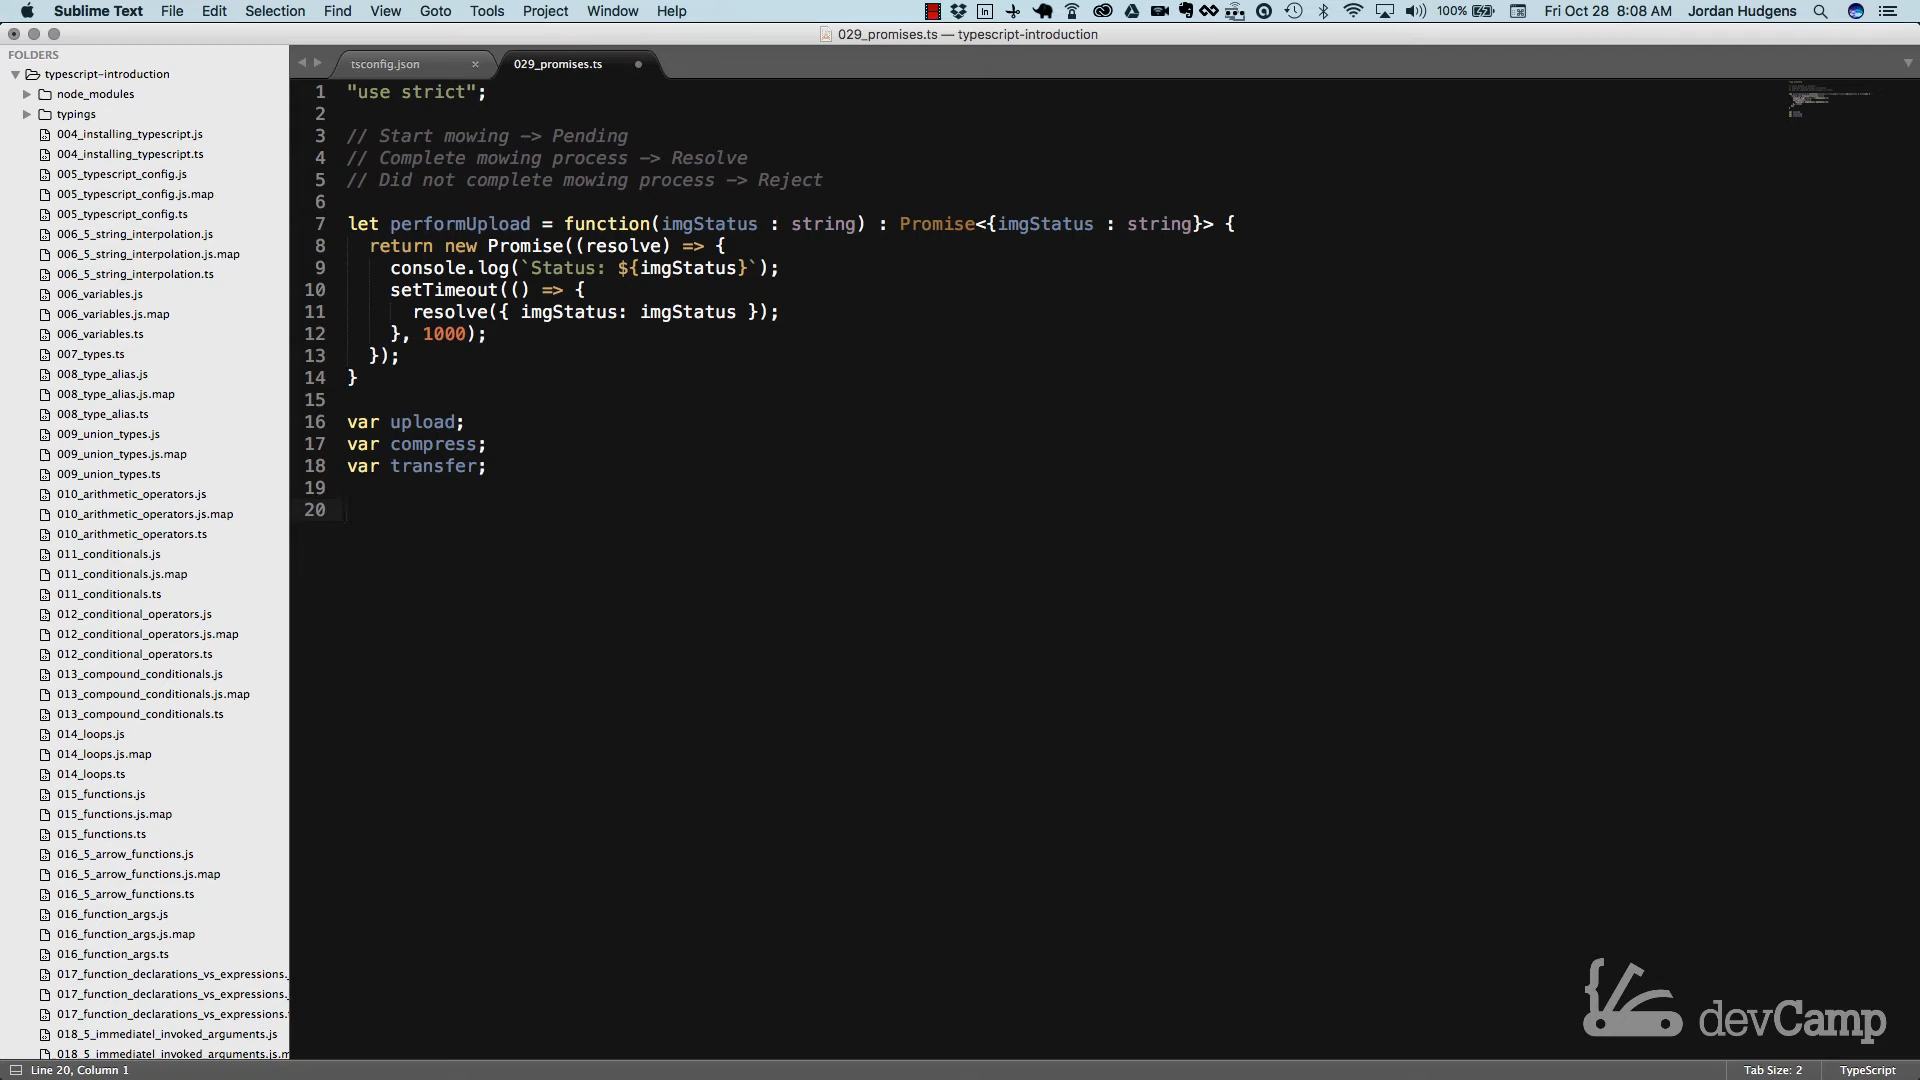 Sublime Text File Edit Selection Find View Goto Tools Project Window Help 100% Fri Oct 28 8:08 AM Jordan Hudgens
029_promises.ts — typescript-introduction
FOLDERS
typescript-introduction
node_modules
typings
004_installing_typescript.js
004_installing_typescript.ts
005_typescript_config.js
005_typescript_config.js.map
005_typescript_config.ts
006_5_string_interpolation.js
006_5_string_interpolation.js.map
006_5_string_interpolation.ts
006_variables.js
006_variables.js.map
006_variables.ts
007_types.ts
008_type_alias.js
008_type_alias.js.map
008_type_alias.ts
009_union_types.js
009_union_types.js.map
009_union_types.ts
010_arithmetic_operators.js
010_arithmetic_operators.js.map
010_arithmetic_operators.ts
011_conditionals.js
011_conditionals.js.map
011_conditionals.ts
012_conditional_operators.js
012_conditional_operators.js.map
012_conditional_operators.ts
013_compound_conditionals.js
013_compound_conditionals.js.map
013_compound_conditionals.ts
014_loops.js
014_loops.js.map
014_loops.ts
015_functions.js
015_functions.js.map
015_functions.ts
016_5_arrow_functions.js
016_5_arrow_functions.js.map
016_5_arrow_functions.ts
016_function_args.js
016_function_args.js.map
016_function_args.ts
017_function_declarations_vs_expressions.
017_function_declarations_vs_expressions.
017_function_declarations_vs_expressions.
018_5_immediatel_invoked_arguments.js
018_5_immediatel_invoked_arguments.js.m
tsconfig.json 029_promises.ts
1 "use strict";
2
3 // Start mowing -> Pending
4 // Complete mowing process -> Resolve
5 // Did not complete mowing process -> Reject
6
7 let performUpload = function(imgStatus : string) : Promise<{imgStatus : string}> {
8 return new Promise((resolve) => {
9 console.log(`Status: ${imgStatus}`);
10 setTimeout(() => {
11 resolve({ imgStatus: imgStatus });
12 }, 1000);
13 });
14 }
15
16 var upload;
17 var compress;
18 var transfer;
19
20
devCamp
Line 20, Column 1 Tab Size: 2 TypeScript